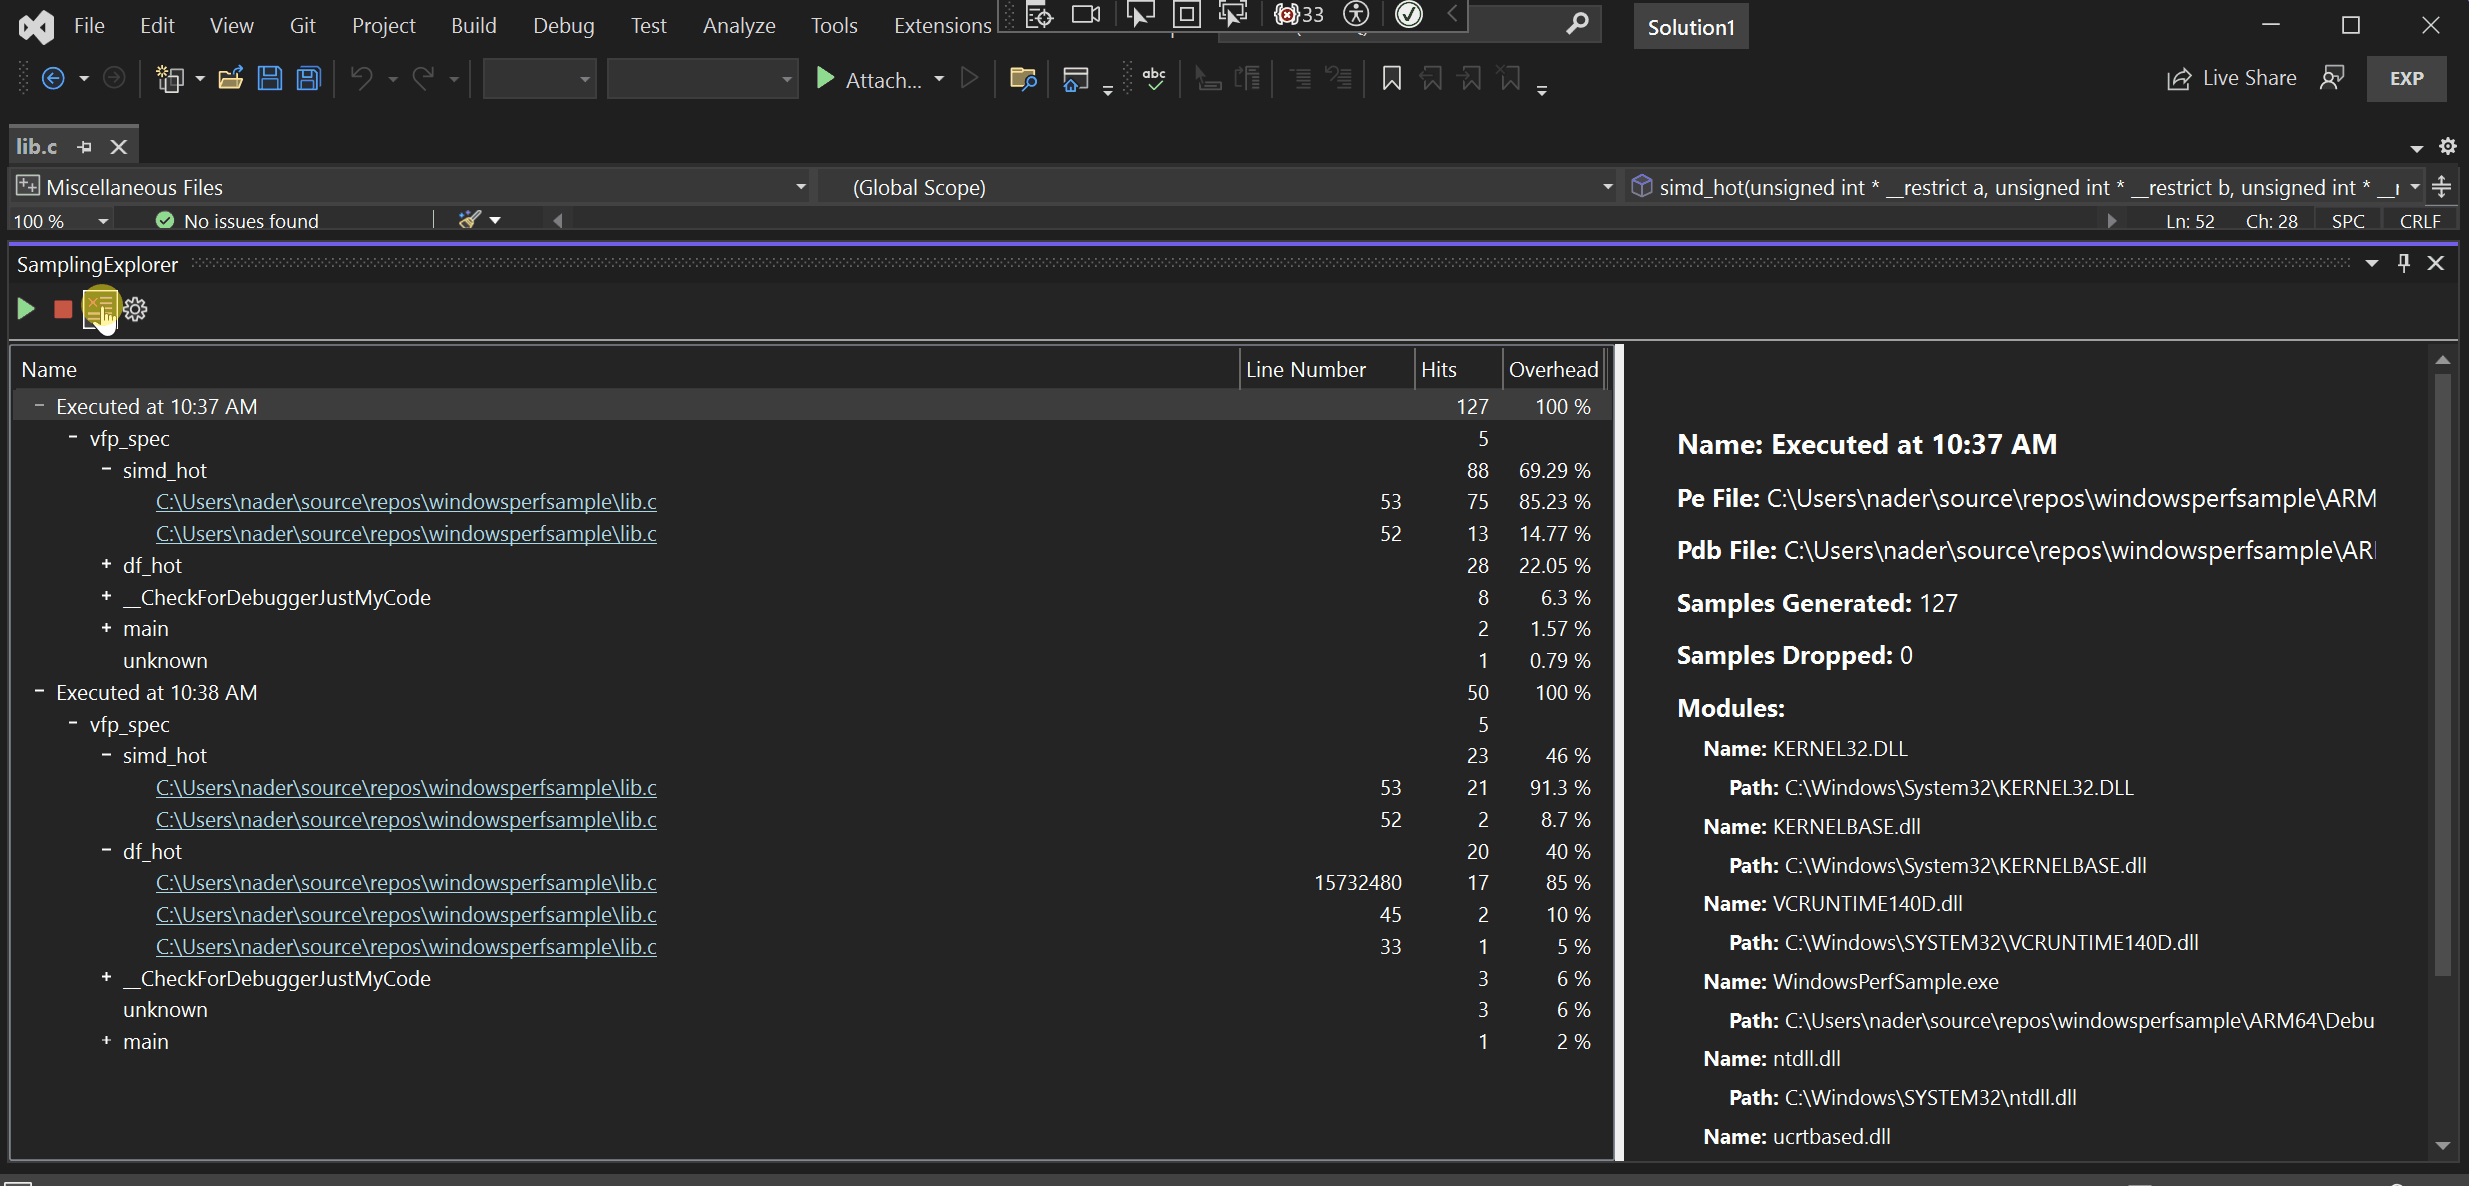 File Edit View Git Project Build Debug Test Analyze Tools Extensions 33 Solution1
Attach... abc Live Share EXP
lib.c
Miscellaneous Files (Global Scope) simd_hot(unsigned int * __restrict a, unsigned int * __restrict b, unsigned int * __r
100 % No issues found Ln: 52 Ch: 28 SPC CRLF
SamplingExplorer
Name Line Number Hits Overhead
Executed at 10:37 AM 127 100 %
vfp_spec 5
simd_hot 88 69.29 %
C:\Users\nader\source\repos\windowsperfsample\lib.c 53 75 85.23 %
C:\Users\nader\source\repos\windowsperfsample\lib.c 52 13 14.77 %
df_hot 28 22.05 %
__CheckForDebuggerJustMyCode 8 6.3 %
main 2 1.57 %
unknown 1 0.79 %
Executed at 10:38 AM 50 100 %
vfp_spec 5
simd_hot 23 46 %
C:\Users\nader\source\repos\windowsperfsample\lib.c 53 21 91.3 %
C:\Users\nader\source\repos\windowsperfsample\lib.c 52 2 8.7 %
df_hot 20 40 %
C:\Users\nader\source\repos\windowsperfsample\lib.c 15732480 17 85 %
C:\Users\nader\source\repos\windowsperfsample\lib.c 45 2 10 %
C:\Users\nader\source\repos\windowsperfsample\lib.c 33 1 5 %
__CheckForDebuggerJustMyCode 3 6 %
unknown 3 6 %
main 1 2 %
Name: Executed at 10:37 AM
Pe File: C:\Users\nader\source\repos\windowsperfsample\ARM
Pdb File: C:\Users\nader\source\repos\windowsperfsample\AR
Samples Generated: 127
Samples Dropped: 0
Modules:
Name: KERNEL32.DLL
Path: C:\Windows\System32\KERNEL32.DLL
Name: KERNELBASE.dll
Path: C:\Windows\System32\KERNELBASE.dll
Name: VCRUNTIME140D.dll
Path: C:\Windows\SYSTEM32\VCRUNTIME140D.dll
Name: WindowsPerfSample.exe
Path: C:\Users\nader\source\repos\windowsperfsample\ARM64\Debu
Name: ntdll.dll
Path: C:\Windows\SYSTEM32\ntdll.dll
Name: ucrtbased.dll